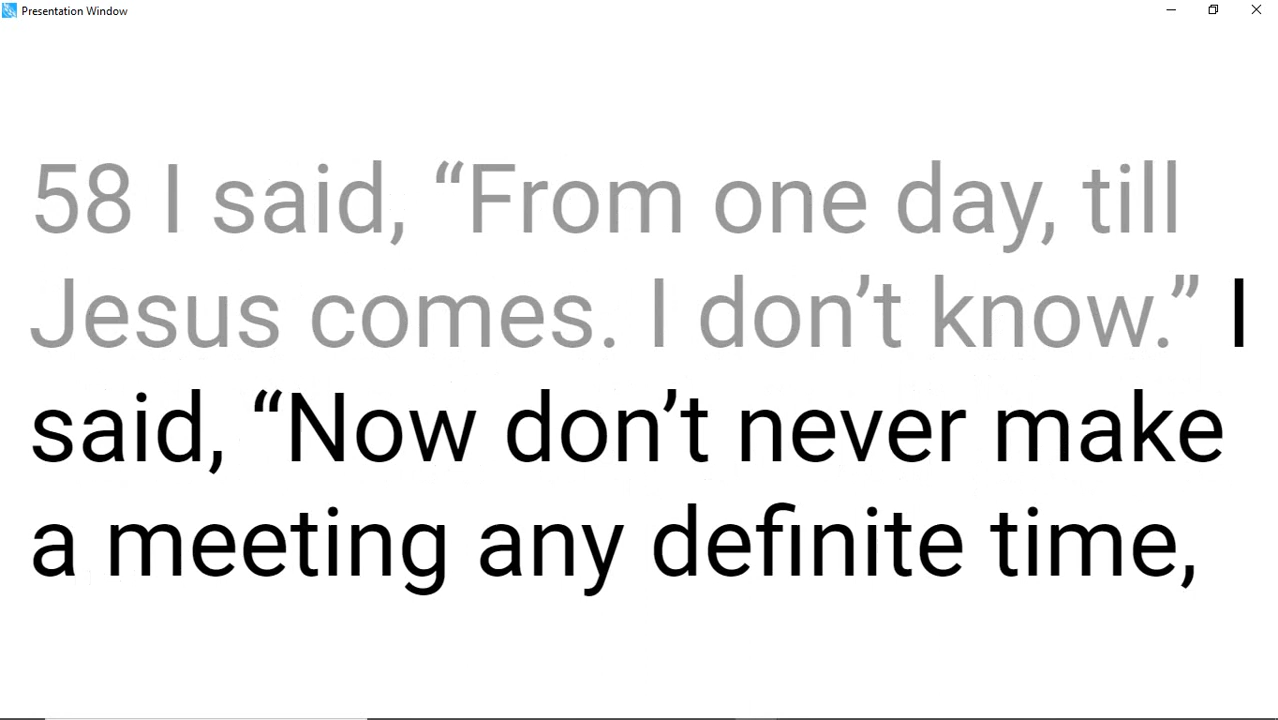 Presentation Window
58 I said, “From one day, till
Jesus comes. I don’t know.” I
said, “Now don’t never make
a meeting any definite time,